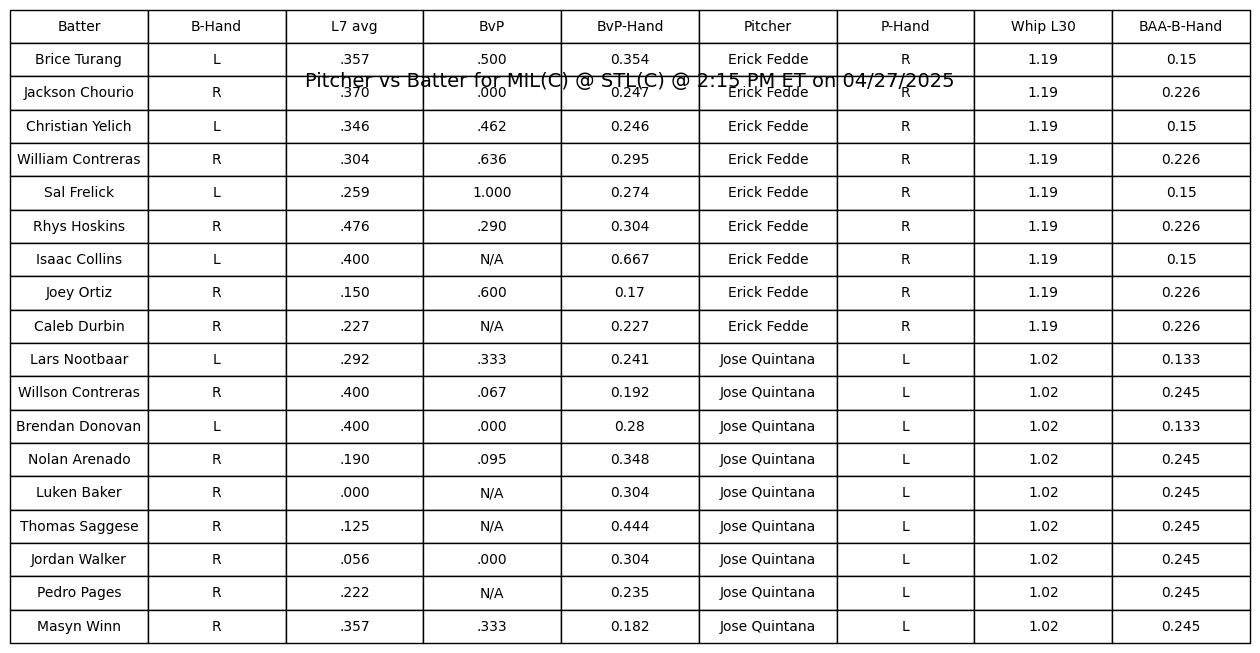 Batter B-Hand L7 avg BvP BvP-Hand Pitcher P-Hand Whip L30 BAA-B-Hand
Brice Turang L .357 .500 0.354 Erick Fedde R 1.19 0.15
Pitcher vs Batter for MIL(C) @ STL(C) @ 2:15 PM ET on 04/27/2025
Jackson Chourio R .370 .000 0.247 Erick Fedde R 1.19 0.226
Christian Yelich L .346 .462 0.246 Erick Fedde R 1.19 0.15
William Contreras R .304 .636 0.295 Erick Fedde R 1.19 0.226
Sal Frelick L .259 1.000 0.274 Erick Fedde R 1.19 0.15
Rhys Hoskins R .476 .290 0.304 Erick Fedde R 1.19 0.226
Isaac Collins L .400 N/A 0.667 Erick Fedde R 1.19 0.15
Joey Ortiz R .150 .600 0.17 Erick Fedde R 1.19 0.226
Caleb Durbin R .227 N/A 0.227 Erick Fedde R 1.19 0.226
Lars Nootbaar L .292 .333 0.241 Jose Quintana L 1.02 0.133
Willson Contreras R .400 .067 0.192 Jose Quintana L 1.02 0.245
Brendan Donovan L .400 .000 0.28 Jose Quintana L 1.02 0.133
Nolan Arenado R .190 .095 0.348 Jose Quintana L 1.02 0.245
Luken Baker R .000 N/A 0.304 Jose Quintana L 1.02 0.245
Thomas Saggese R .125 N/A 0.444 Jose Quintana L 1.02 0.245
Jordan Walker R .056 .000 0.304 Jose Quintana L 1.02 0.245
Pedro Pages R .222 N/A 0.235 Jose Quintana L 1.02 0.245
Masyn Winn R .357 .333 0.182 Jose Quintana L 1.02 0.245